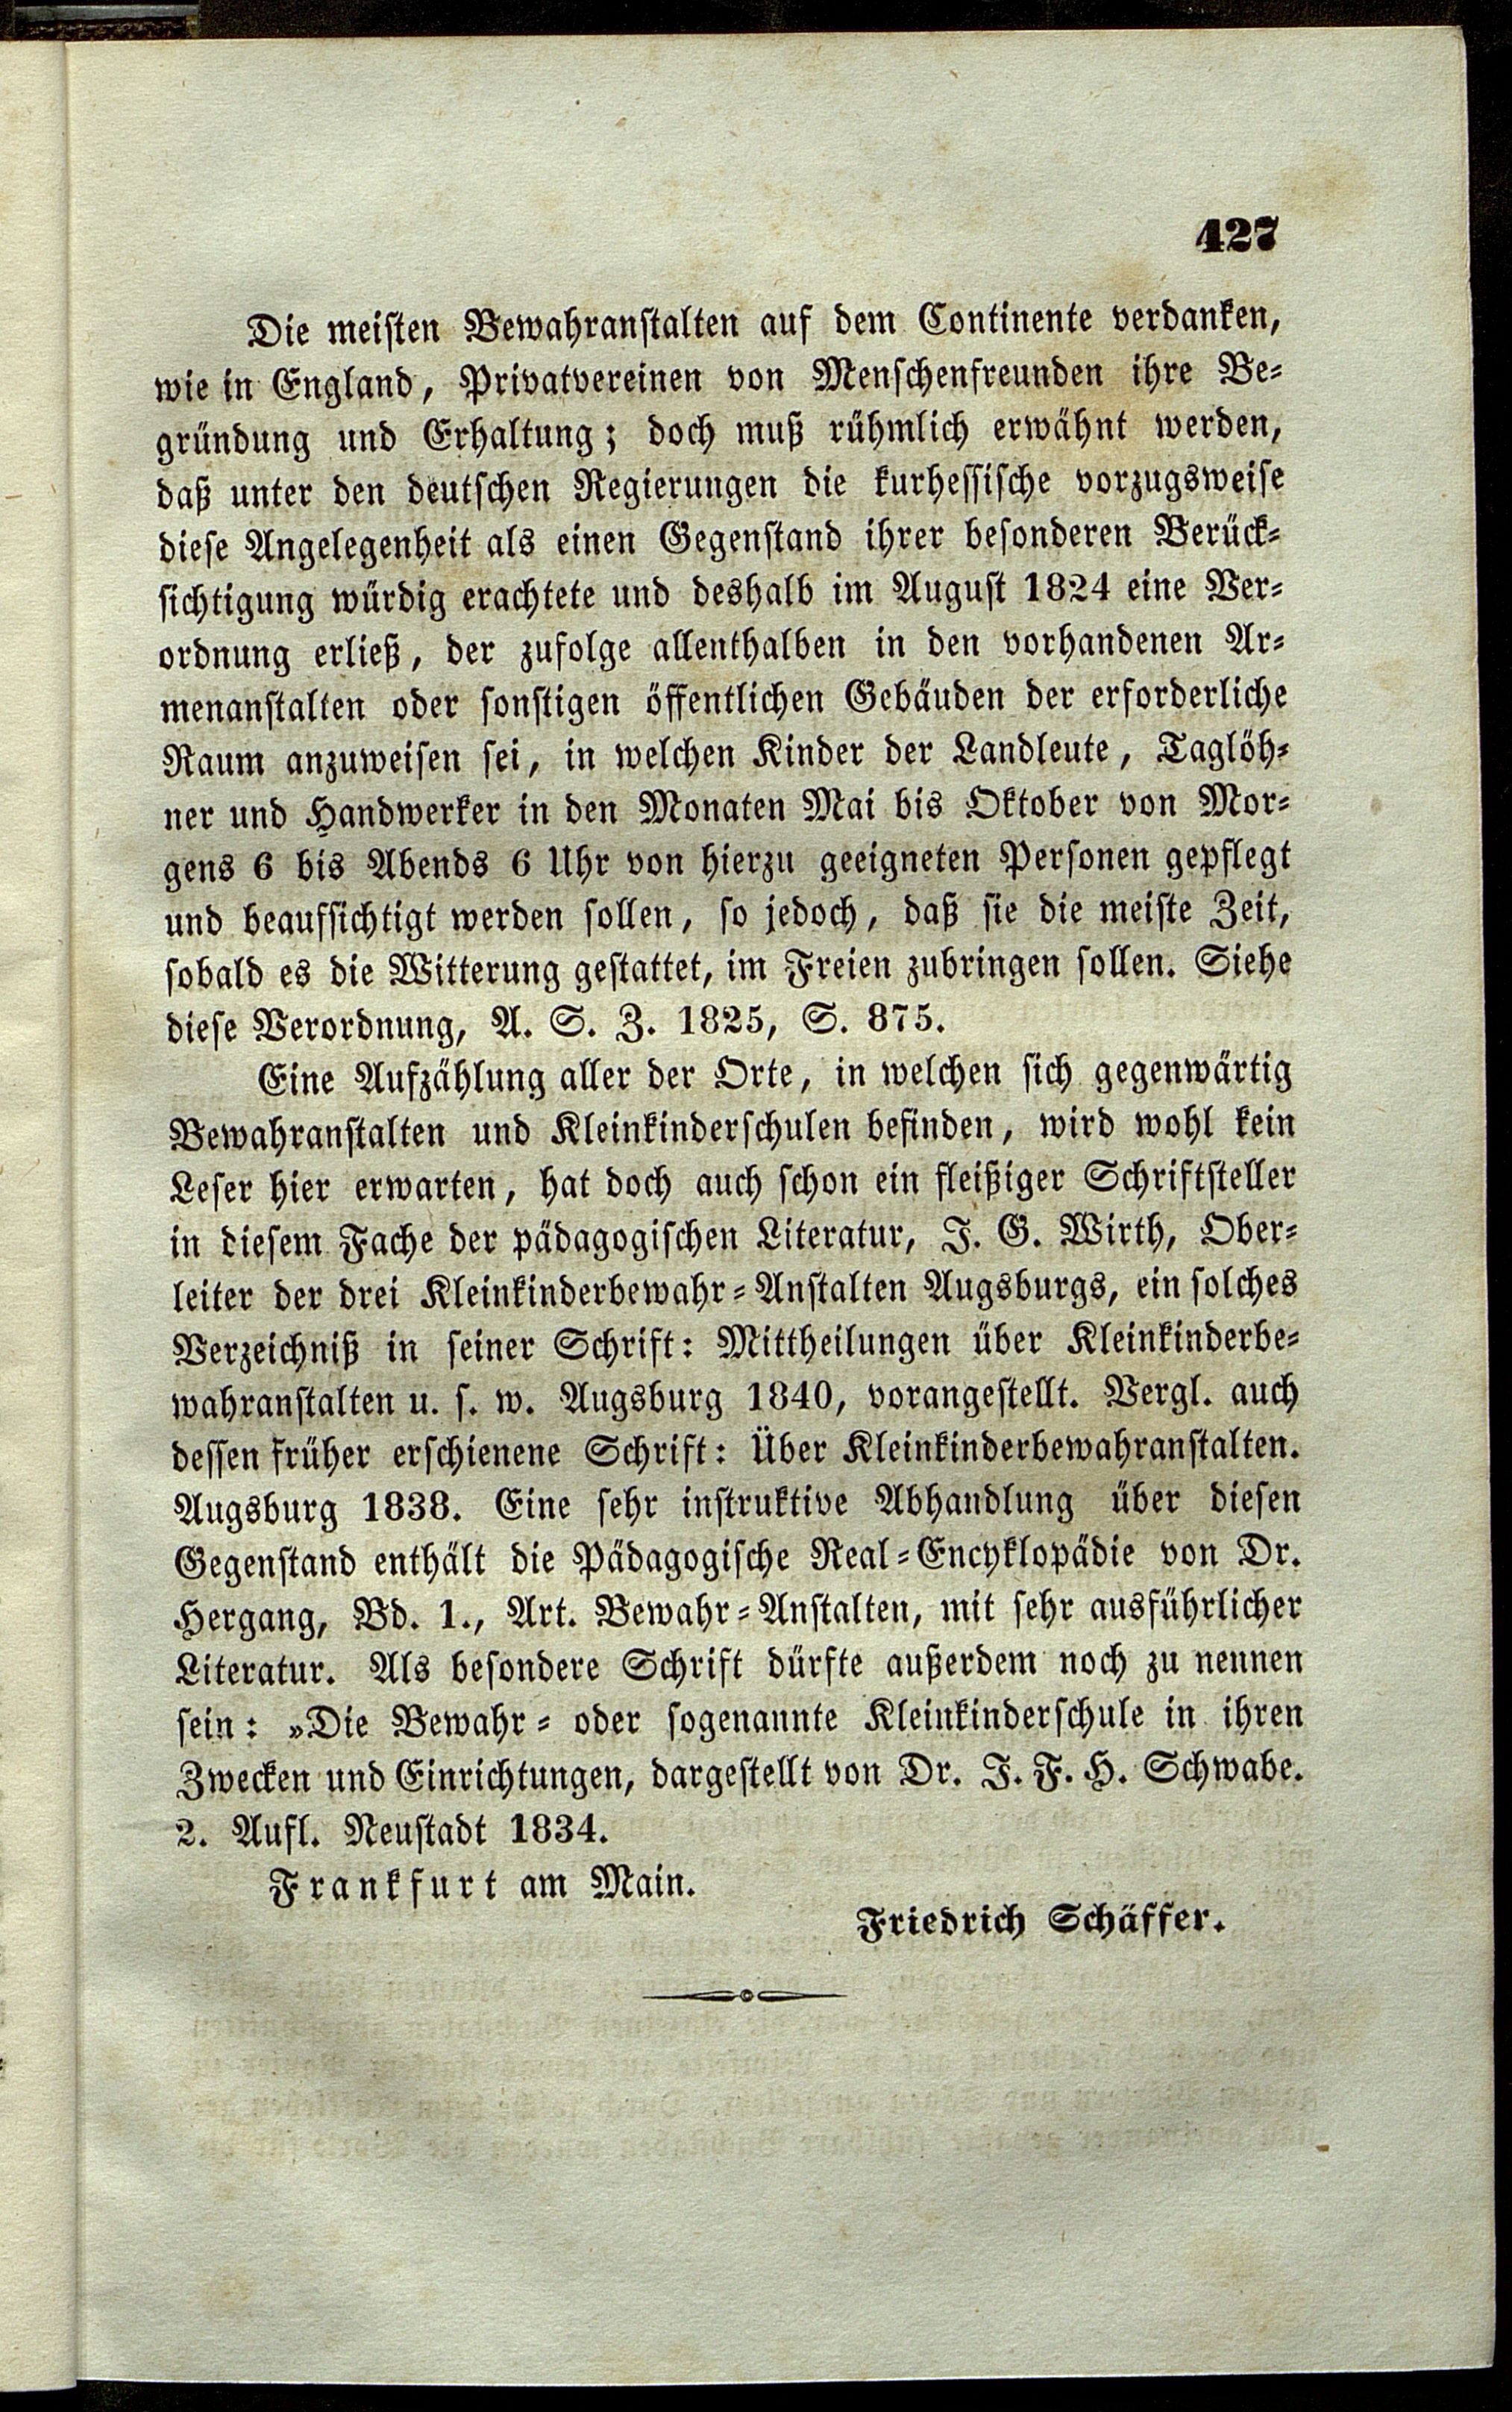 427
Die meisten Bewahranstalten auf dem Continente verdanken,
wie in England, Privatvereinen von Menschenfreunden ihre Be-
gründung und Erhaltung; doch muß rühmlich erwähnt werden,
daß unter den deutschen Regierungen die kurhessische vorzugsweise
diese Angelegenheit als einen Gegenstand ihrer besonderen Berück-
sichtigung würdig erachtete und deshalb im August 1824 eine Ver-
ordnung erließ, der zufolge allenthalben in den vorhandenen Ar-
menanstalten oder sonstigen öffentlichen Gebäuden der erforderliche
Raum anzuweisen sei, in welchen Kinder der Landleute, Taglöh-
ner und Handwerker in den Monaten Mai bis Oktober von Mor-
gens 6 bis Abends 6 Uhr von hierzu geeigneten Personen gepflegt
und beaufsichtigt werden sollen, so jedoch, daß sie die meiste Zeit,
sobald es die Witterung gestattet, im Freien zubringen sollen. Siehe
diese Verordnung, A. S. Z. 1825, S. 875.
Eine Aufzählung aller der Orte, in welchen sich gegenwärtig
Bewahranstalten und Kleinkinderschulen befinden, wird wohl kein
Leser hier erwarten, hat doch auch schon ein fleißiger Schriftsteller
in diesem Fache der pädagogischen Literatur, J. G. Wirth, Ober-
leiter der drei Kleinkinderbewahr-Anstalten Augsburgs, ein solches
Verzeichniß in seiner Schrift: Mittheilungen über Kleinkinderbe-
wahranstalten u. s. w. Augsburg 1840, vorangestellt. Vergl. auch
dessen früher erschienene Schrift: Über Kleinkinderbewahranstalten.
Augsburg 1838. Eine sehr instruktive Abhandlung über diesen
Gegenstand enthält die Pädagogische Real-Encyklopädie von Dr.
Hergang, Bd. 1., Art. Bewahr-Anstalten, mit sehr ausführlicher
Literatur. Als besondere Schrift dürfte außerdem noch zu nennen
sein: »Die Bewahr- oder sogenannte Kleinkinderschule in ihren
Zwecken und Einrichtungen, dargestellt von Dr. J. F. H. Schwabe.
2. Aufl. Neustadt 1834.
Frankfurt am Main.
Friedrich Schäffer.